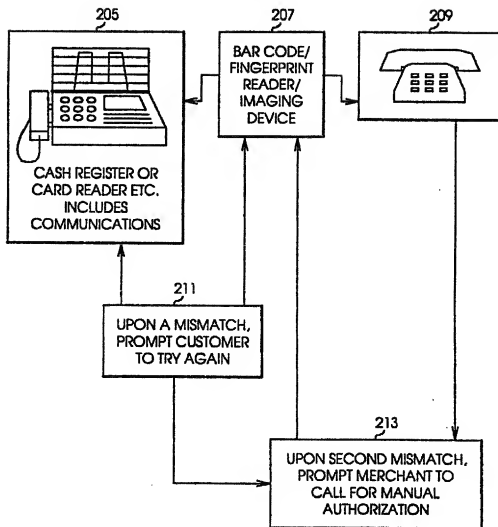 205
207
209
BAR CODE/
FINGERPRINT
READER/
IMAGING
DEVICE
CASH REGISTER OR
CARD READER ETC.
INCLUDES
COMMUNICATIONS
211
UPON A MISMATCH,
PROMPT CUSTOMER
TO TRY AGAIN
213
UPON SECOND MISMATCH,
PROMPT MERCHANT TO
CALL FOR MANUAL
AUTHORIZATION